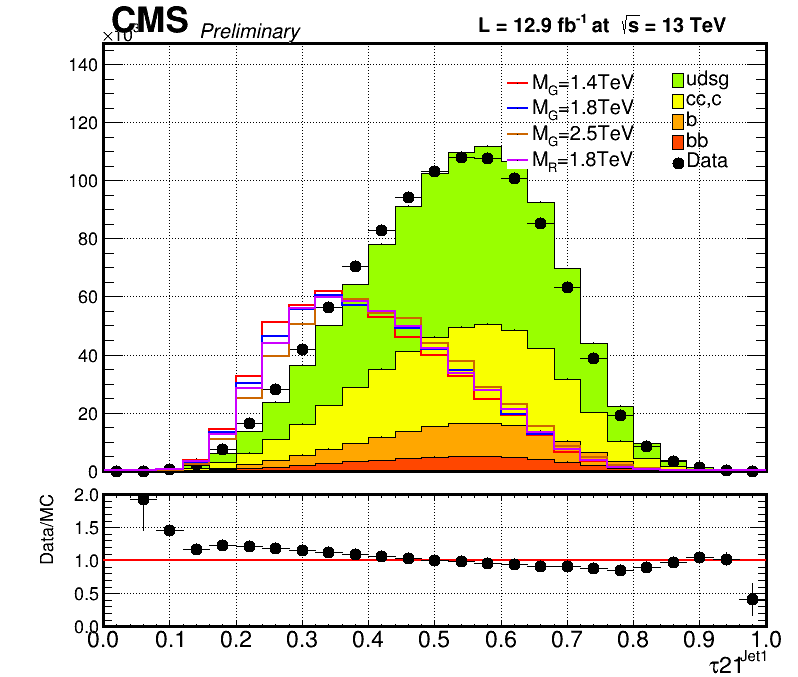 CMS Preliminary L = 12.9 fb⁻¹ at √s = 13 TeV
×10³
140
120
100
80
60
40
20
0
M_G=1.4TeV
M_G=1.8TeV
M_G=2.5TeV
M_R=1.8TeV
udsg
cc,c
b
bb
Data
Data/MC
2.0
1.5
1.0
0.5
0.0
0.0 0.1 0.2 0.3 0.4 0.5 0.6 0.7 0.8 0.9 1.0
τ21^Jet1